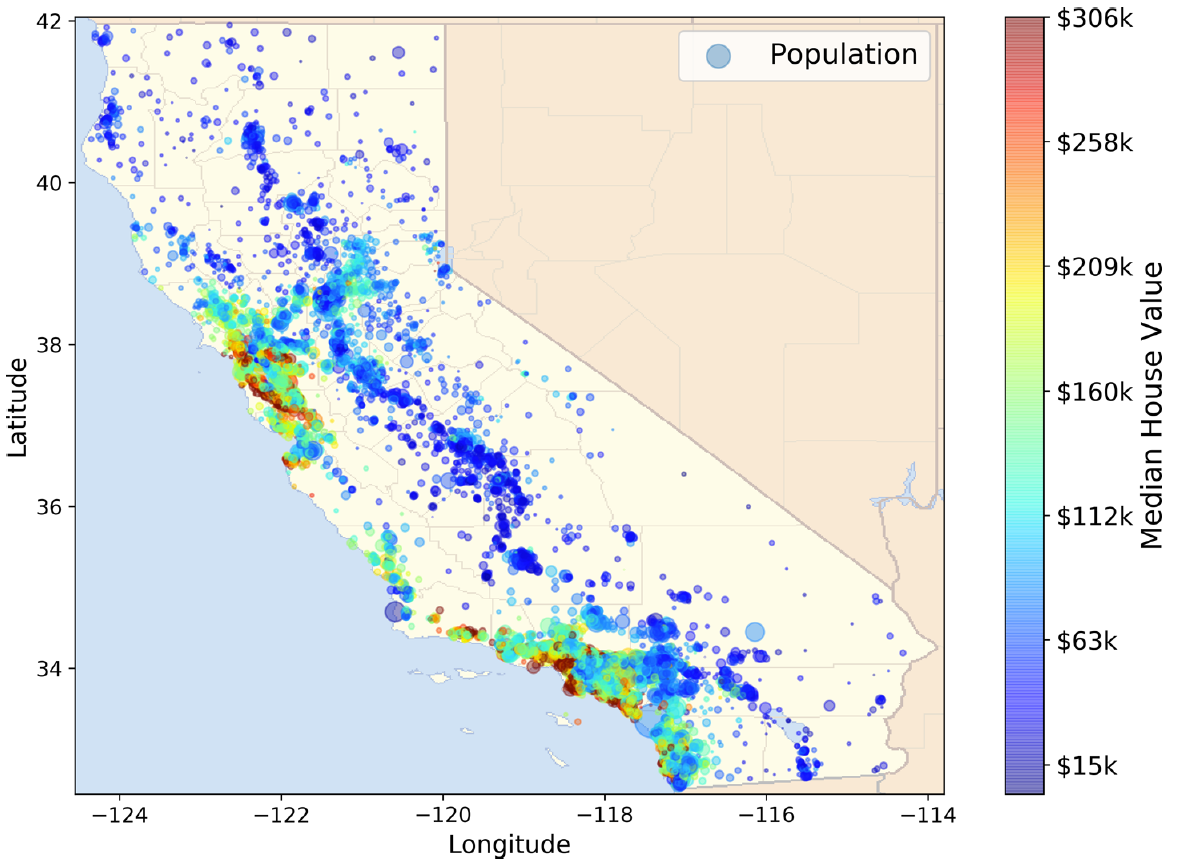 42
40
38
36
34
Latitude
−124
−122
−120
−118
−116
−114
Longitude
Population
$306k
$258k
$209k
$160k
$112k
$63k
$15k
Median House Value